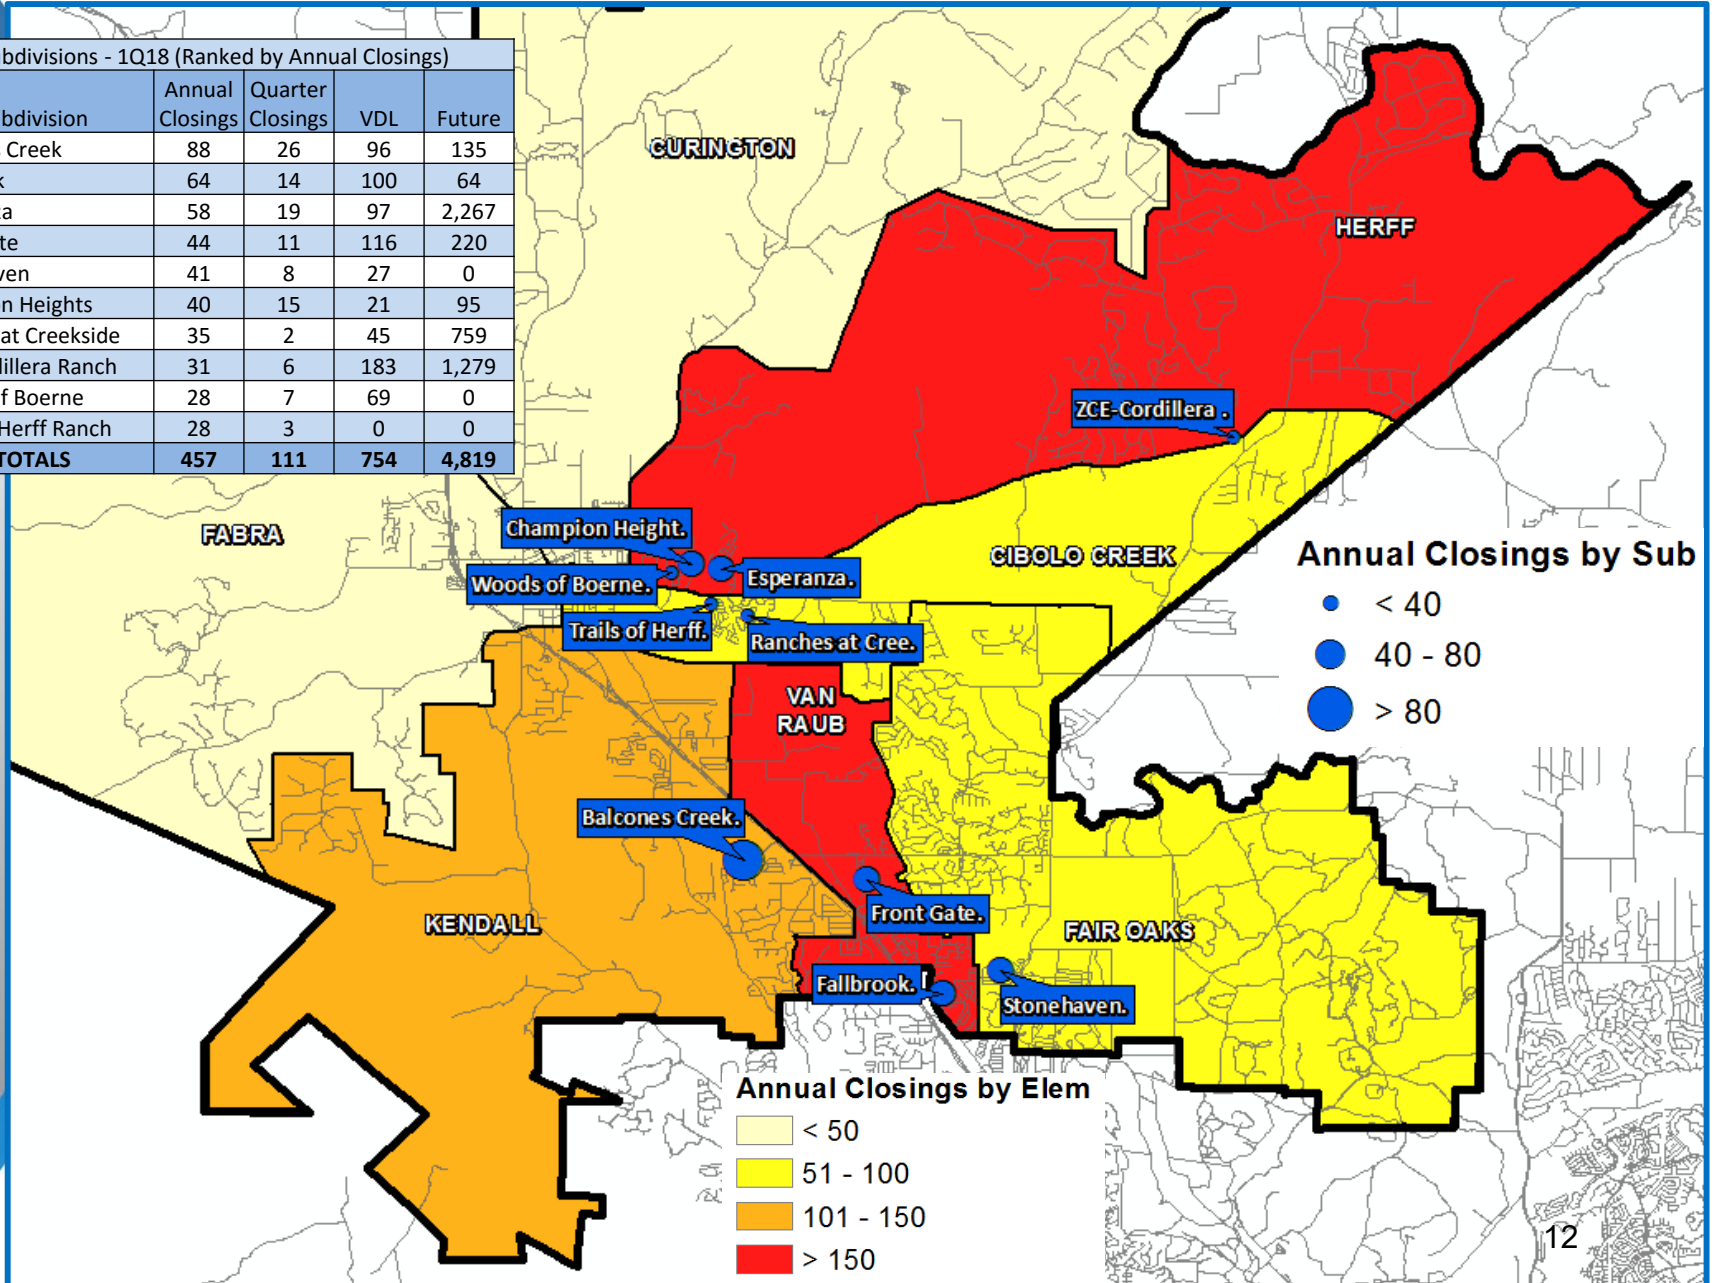 bdivisions - 1Q18 (Ranked by Annual Closings)
bdivision Annual Closings Quarter Closings VDL Future
Creek 88 26 96 135
k 64 14 100 64
a 58 19 97 2,267
te 44 11 116 220
ven 41 8 27 0
n Heights 40 15 21 95
at Creekside 35 2 45 759
dillera Ranch 31 6 183 1,279
f Boerne 28 7 69 0
Herff Ranch 28 3 0 0
TOTALS 457 111 754 4,819
CURINGTON
HERFF
ZCE-Cordillera .
FABRA
Champion Height.
CIBOLO CREEK
Woods of Boerne.
Esperanza.
Trails of Herff.
Ranches at Cree.
VAN
RAUB
Balcones Creek.
Front Gate.
KENDALL
FAIR OAKS
Fallbrook.
Stonehaven.
Annual Closings by Sub
< 40
40 - 80
> 80
Annual Closings by Elem
< 50
51 - 100
101 - 150
> 150
12